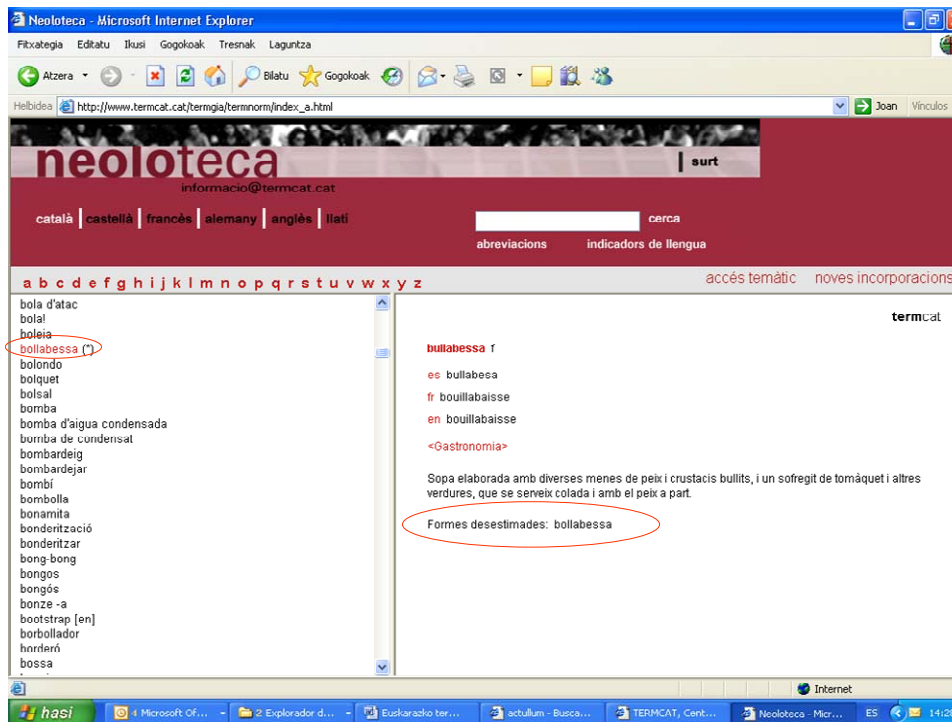 Neoloteca - Microsoft Internet Explorer
Fitxategia Editatu Ikusi Gogokoak Tresnak Laguntza
Atzera Bilatu Gogokoak
Helbidea http://www.termcat.cat/termgia/termnorm/index_a.html Joan Vínculos
neoloteca
surt
informacio@termcat.cat
català castellà francès alemany anglès llatí cerca
abreviacions indicadors de llengua
a b c d e f g h i j k l m n o p q r s t u v w x y z
accés temàtic noves incorporacions
bola d'atac
bola!
boleia
bollabessa (*)
bolondo
bolquet
bolsal
bomba
bomba d'aigua condensada
bomba de condensat
bombardeig
bombardejar
bombí
bombolla
bonamita
bonderització
bonderitzar
bong-bong
bongos
bongós
bonze -a
bootstrap [en]
borbollador
borderó
bossa
termcat
bullabessa f
es bullabesa
fr bouillabaisse
en bouillabaisse
<Gastronomia>
Sopa elaborada amb diverses menes de peix i crustacis bullits, i un sofregit de tomàquet i altres
verdures, que se serveix colada i amb el peix a part.
Formes desestimades: bollabessa
Internet
hasi 4 Microsoft Of... 2 Explorador d... Euskarazko ter... actullum - Busca... TERMCAT, Cent... Neoloteca - Micr... ES